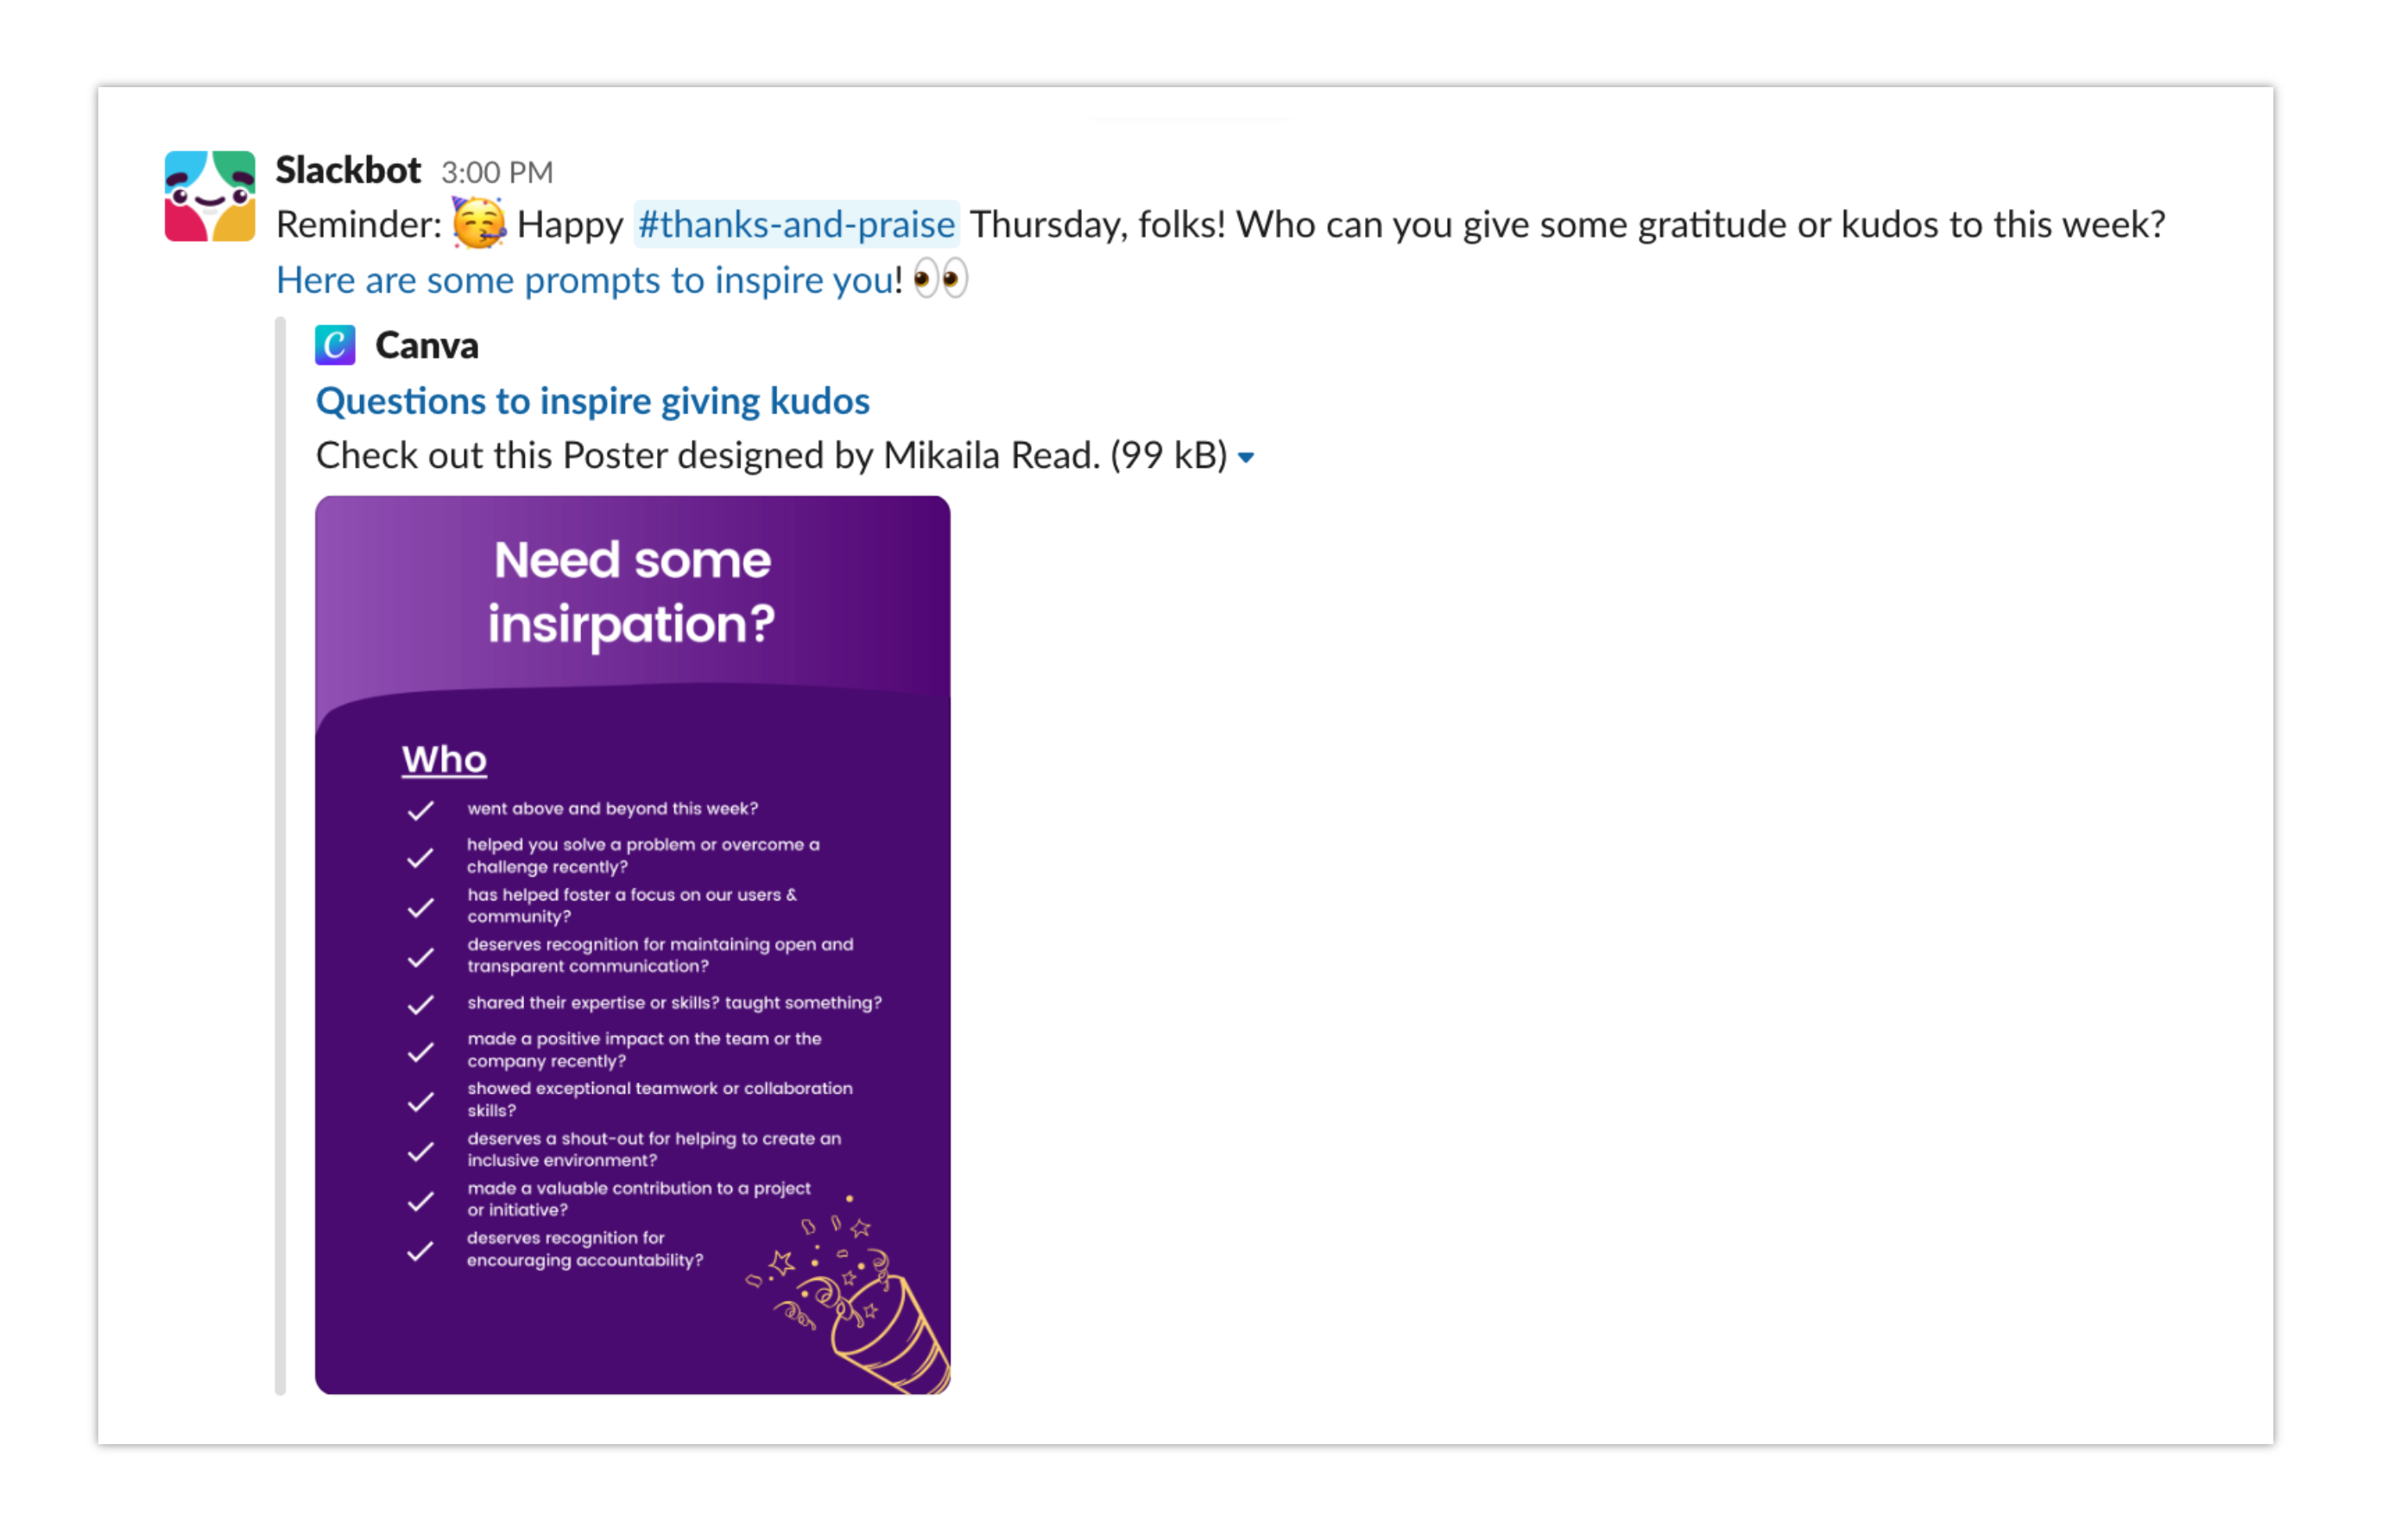 Slackbot 3:00 PM
Reminder: 🥳 Happy #thanks-and-praise Thursday, folks! Who can you give some gratitude or kudos to this week?
Here are some prompts to inspire you! 👀
Canva
Questions to inspire giving kudos
Check out this Poster designed by Mikaila Read. (99 kB)
Need some
insirpation?
Who
went above and beyond this week?
helped you solve a problem or overcome a
challenge recently?
has helped foster a focus on our users &
community?
deserves recognition for maintaining open and
transparent communication?
shared their expertise or skills? taught something?
made a positive impact on the team or the
company recently?
showed exceptional teamwork or collaboration
skills?
deserves a shout-out for helping to create an
inclusive environment?
made a valuable contribution to a project
or initiative?
deserves recognition for
encouraging accountability?